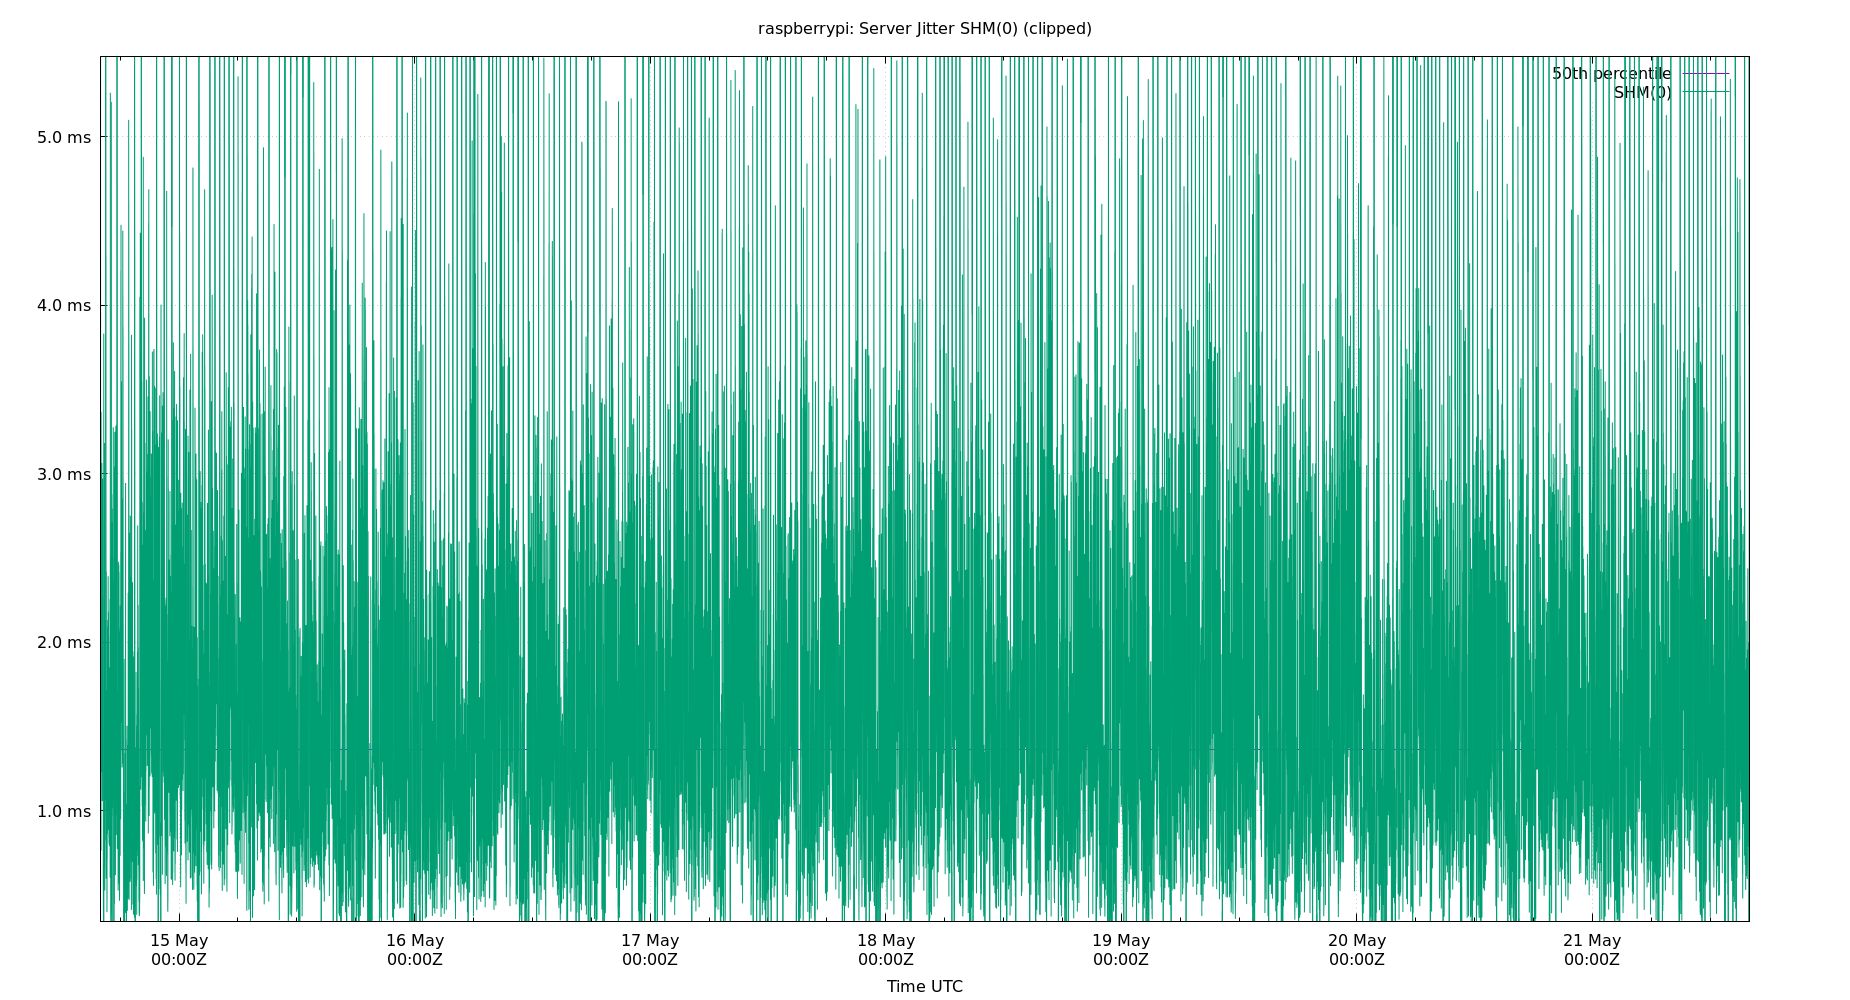 raspberrypi: Server Jitter SHM(0) (clipped)
50th percentile
SHM(0)
5.0 ms
4.0 ms
3.0 ms
2.0 ms
1.0 ms
15 May 16 May 17 May 18 May 19 May 20 May 21 May
00:00Z 00:00Z 00:00Z 00:00Z 00:00Z 00:00Z 00:00Z
Time UTC